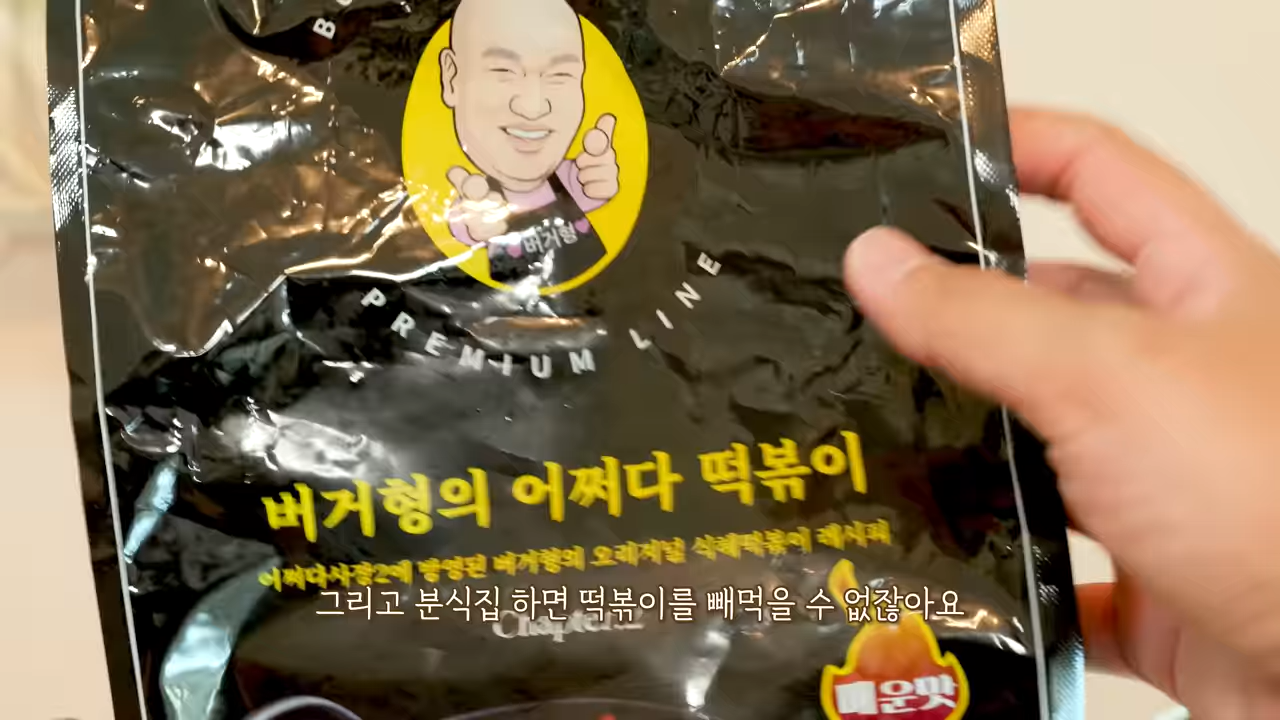 버거형
PREMIUM LINE
버거형의 어쩌다 떡볶이
어쩌다사장2에 방영된 버거형의 오리지널 식혜떡볶이 레시피
그리고 분식집 하면 떡볶이를 빼먹을 수 없잖아요
매운맛